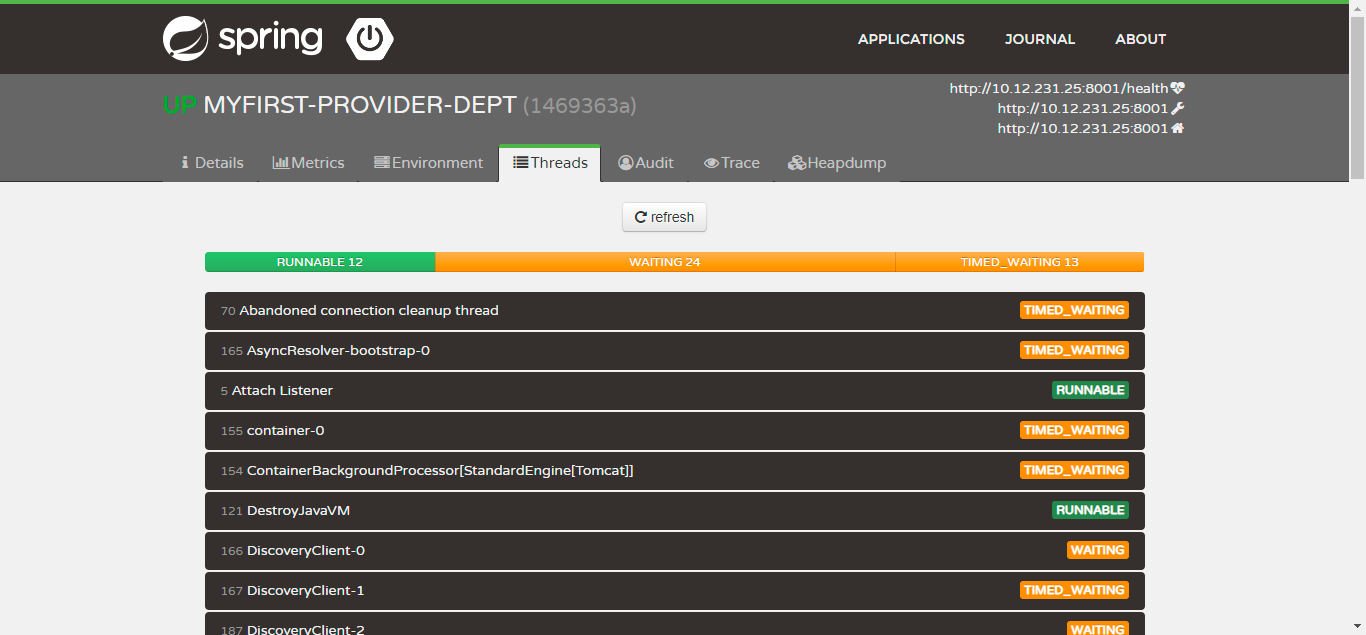 spring
APPLICATIONS JOURNAL ABOUT
UP MYFIRST-PROVIDER-DEPT (1469363a)
http://10.12.231.25:8001/health
http://10.12.231.25:8001
http://10.12.231.25:8001
Details Metrics Environment Threads Audit Trace Heapdump
refresh
RUNNABLE 12 WAITING 24 TIMED_WAITING 13
70 Abandoned connection cleanup thread TIMED_WAITING
165 AsyncResolver-bootstrap-0 TIMED_WAITING
5 Attach Listener RUNNABLE
155 container-0 TIMED_WAITING
154 ContainerBackgroundProcessor[StandardEngine[Tomcat]] TIMED_WAITING
121 DestroyJavaVM RUNNABLE
166 DiscoveryClient-0 WAITING
167 DiscoveryClient-1 TIMED_WAITING
187 DiscoveryClient-2 WAITING